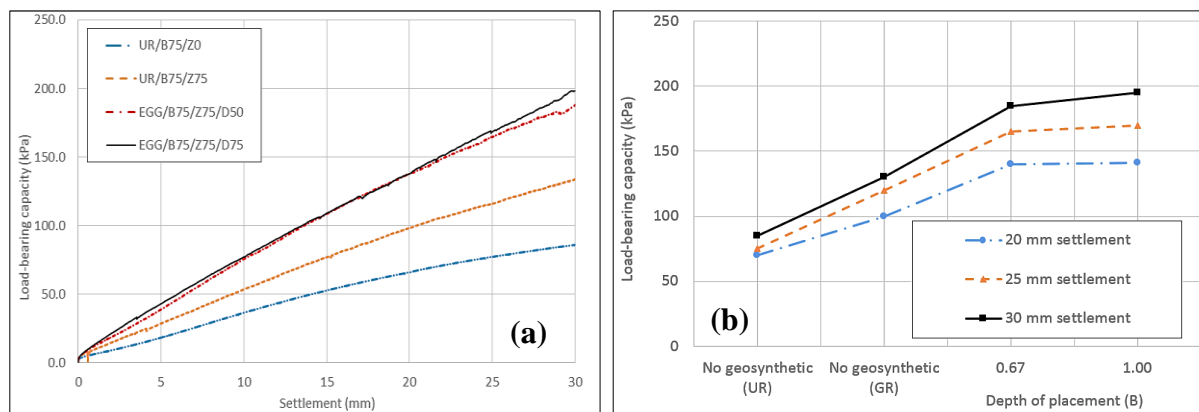 250.0
200.0
150.0
100.0
50.0
0.0
Load-bearing capacity (kPa)
UR/B75/Z0
UR/B75/Z75
EGG/B75/Z75/D50
EGG/B75/Z75/D75
(a)
0 5 10 15 20 25 30
Settlement (mm)
250
200
150
100
50
0
Load-bearing capacity (kPa)
20 mm settlement
25 mm settlement
30 mm settlement
(b)
No geosynthetic (UR)
No geosynthetic (GR)
0.67
1.00
Depth of placement (B)